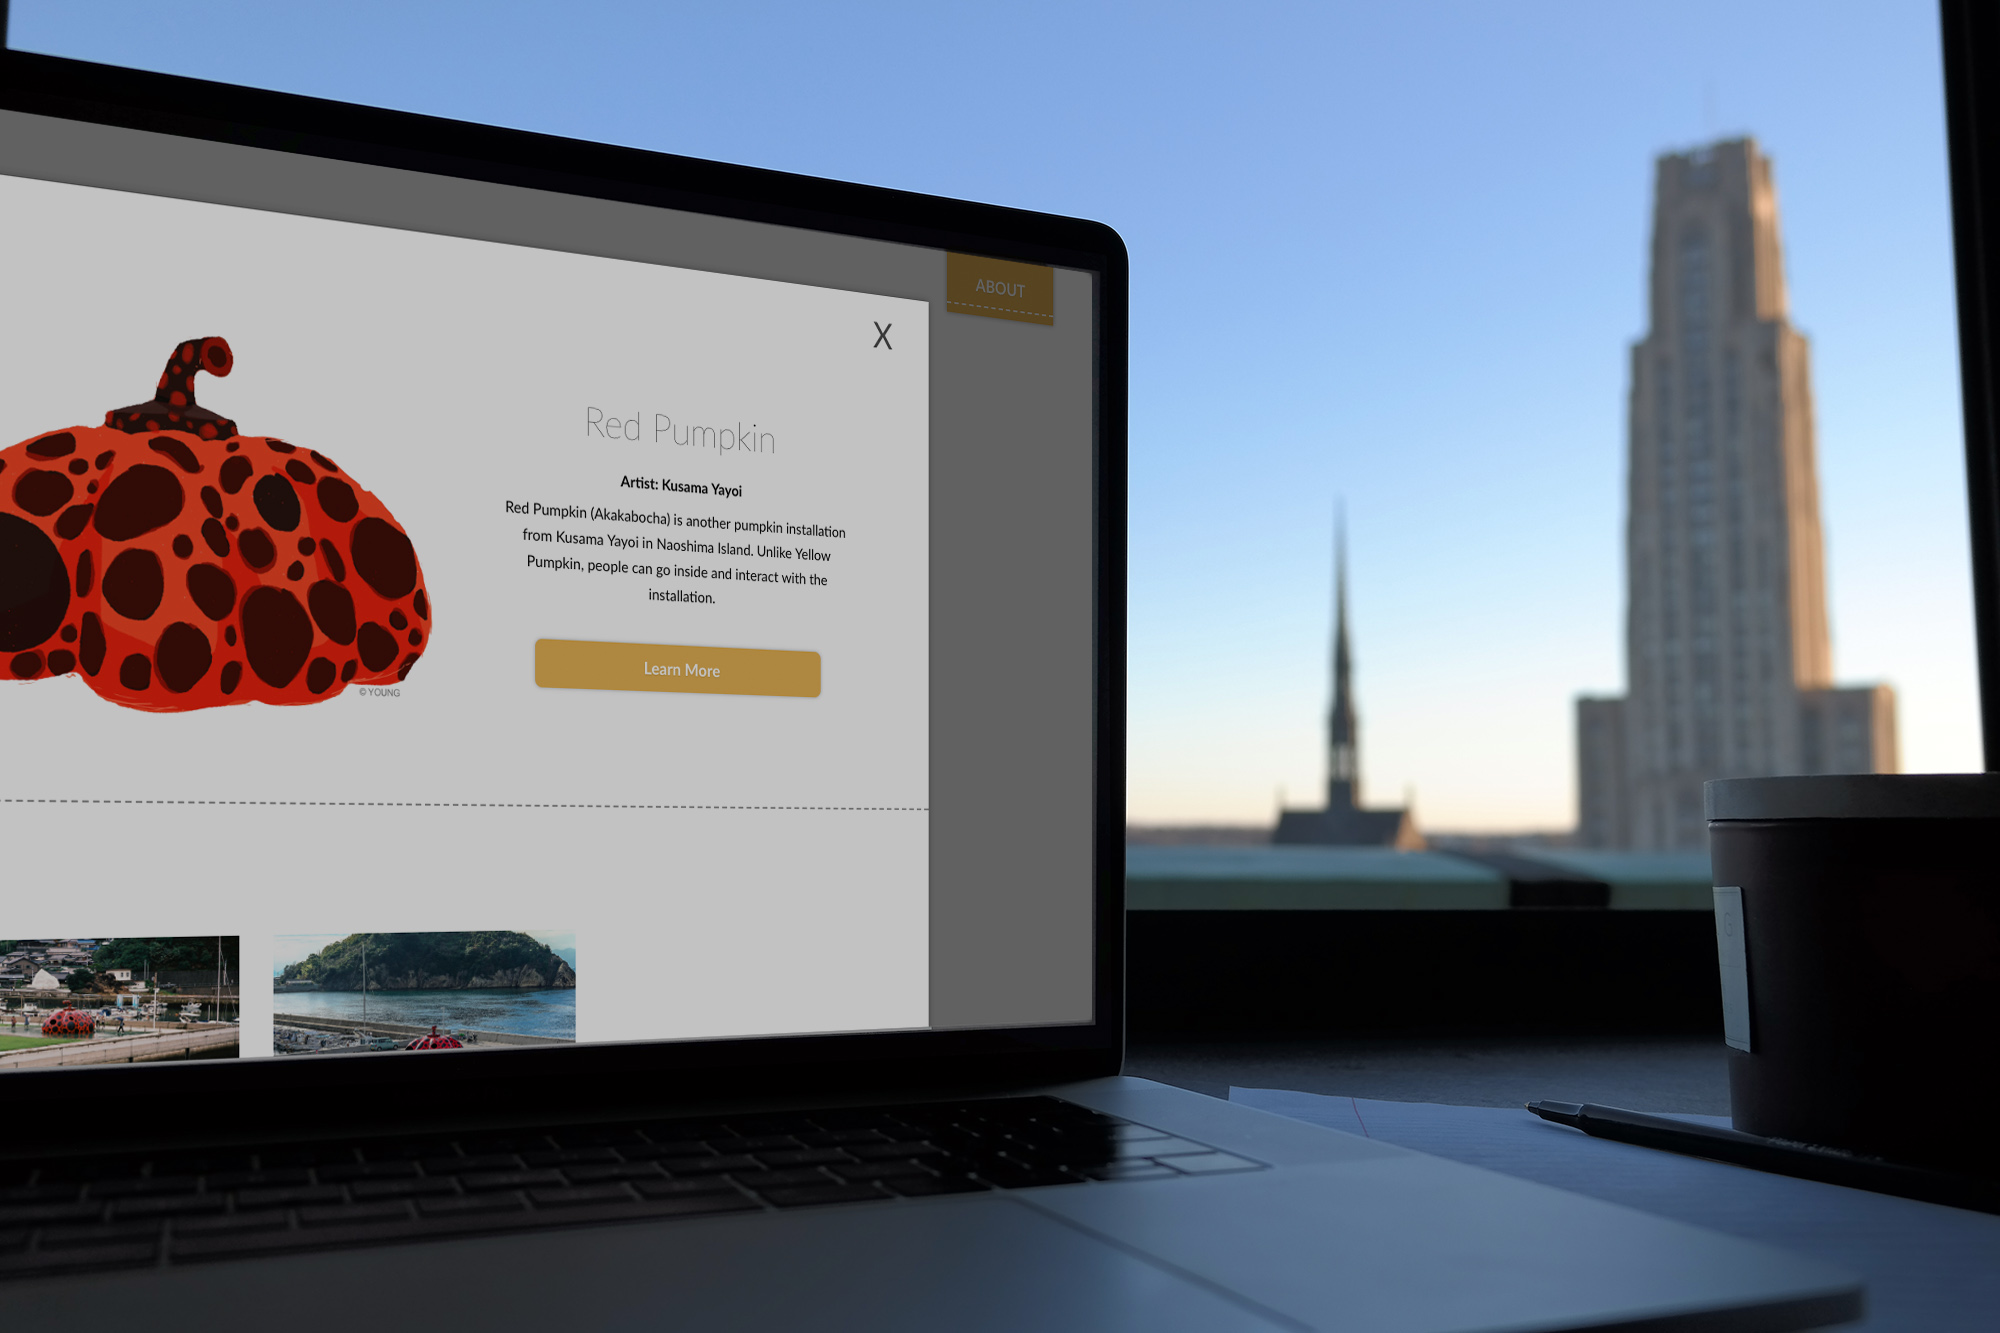 ABOUT
X
Red Pumpkin
Artist: Kusama Yayoi
Red Pumpkin (Akakabocha) is another pumpkin installation
from Kusama Yayoi in Naoshima Island. Unlike Yellow
Pumpkin, people can go inside and interact with the
installation.
Learn More
© YOUNG